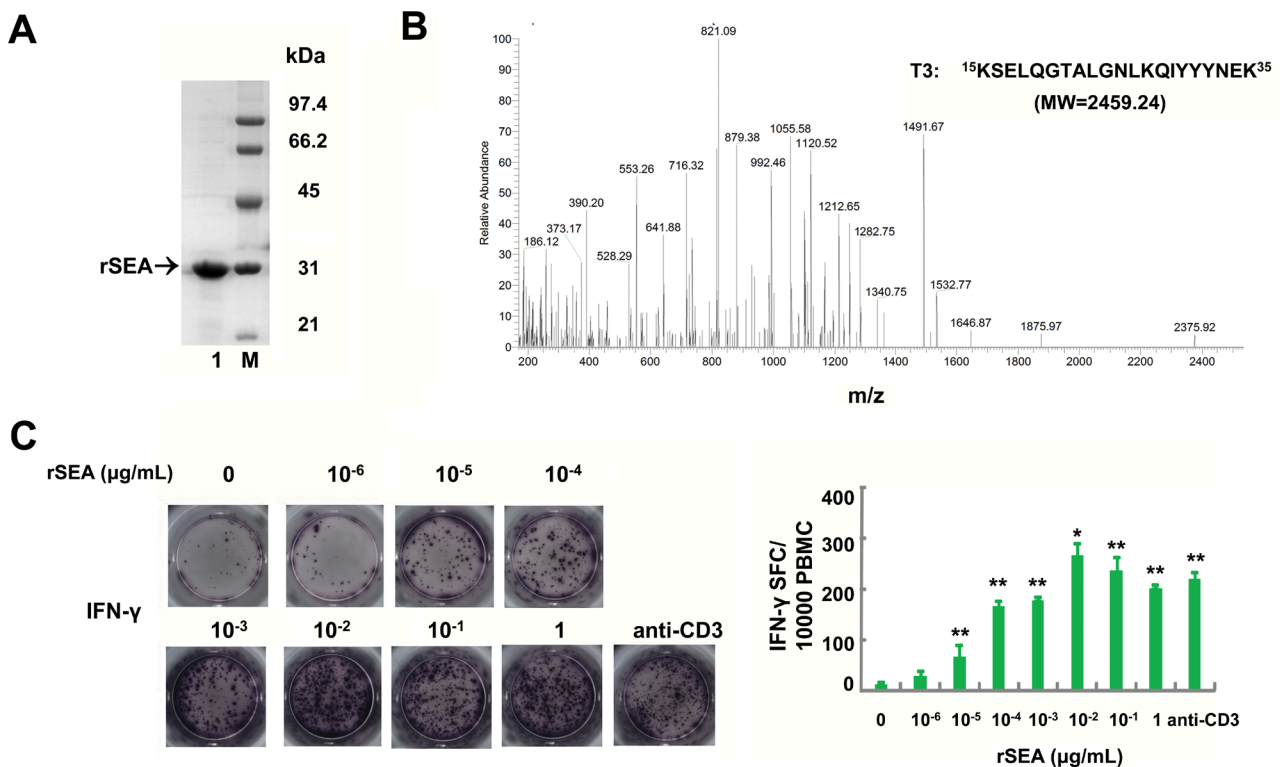 A
kDa
97.4
66.2
45
rSEA→
31
21
1 M
B
T3: ¹⁵KSELQGTALGNLKQIYYYNEK³⁵
(MW=2459.24)
Relative Abundance
100
90
80
70
60
50
40
30
20
10
0
821.09
1491.67
1055.58
879.38
1120.52
992.46
716.32
553.26
390.20
1212.65
641.88
373.17
1282.75
186.12
528.29
1340.75
1532.77
1646.87
1875.97
2375.92
200 400 600 800 1000 1200 1400 1600 1800 2000 2200 2400
m/z
C
rSEA (μg/mL) 0 10⁻⁶ 10⁻⁵ 10⁻⁴
IFN-γ
10⁻³ 10⁻² 10⁻¹ 1 anti-CD3
IFN-γ SFC/
10000 PBMC
400
300
200
100
0
** ** ** * ** ** **
0 10⁻⁶ 10⁻⁵ 10⁻⁴ 10⁻³ 10⁻² 10⁻¹ 1 anti-CD3
rSEA (μg/mL)